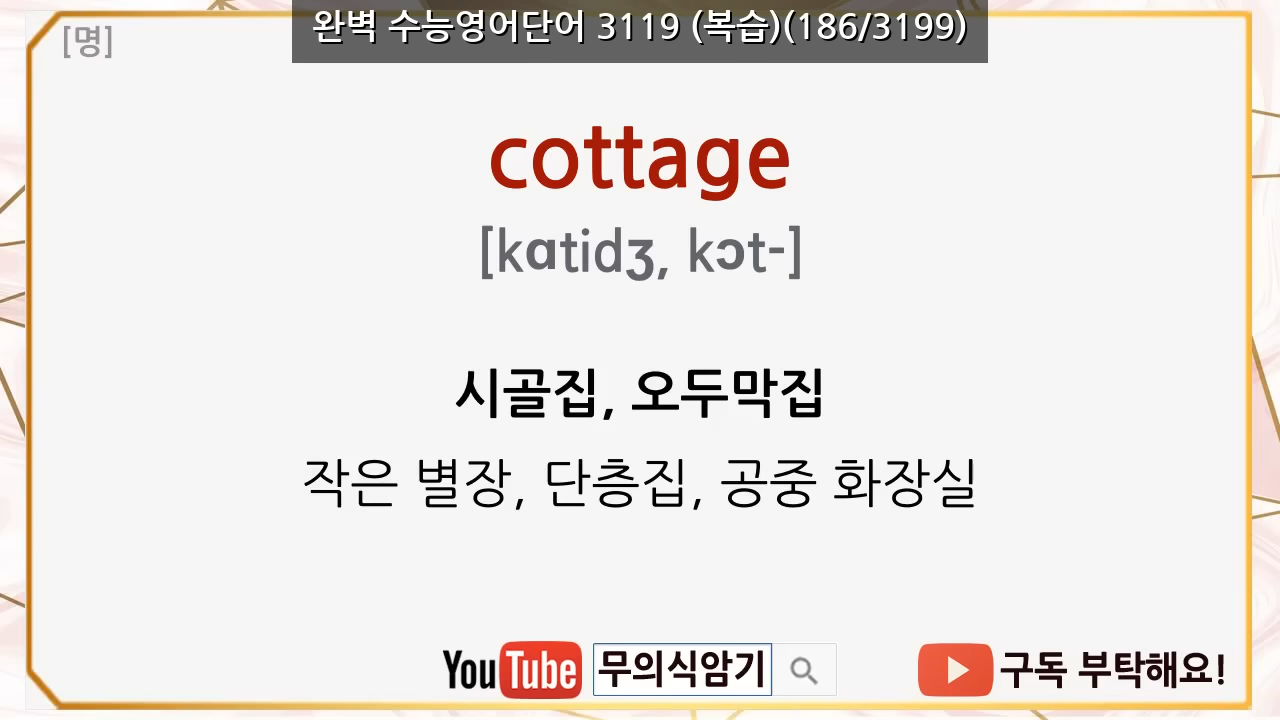 완벽 수능영어단어 3119 (복습)(186/3199)
[명]
cottage
[kɑtidʒ, kɔt-]
시골집, 오두막집
작은 별장, 단층집, 공중 화장실
YouTube 무의식암기 구독 부탁해요!